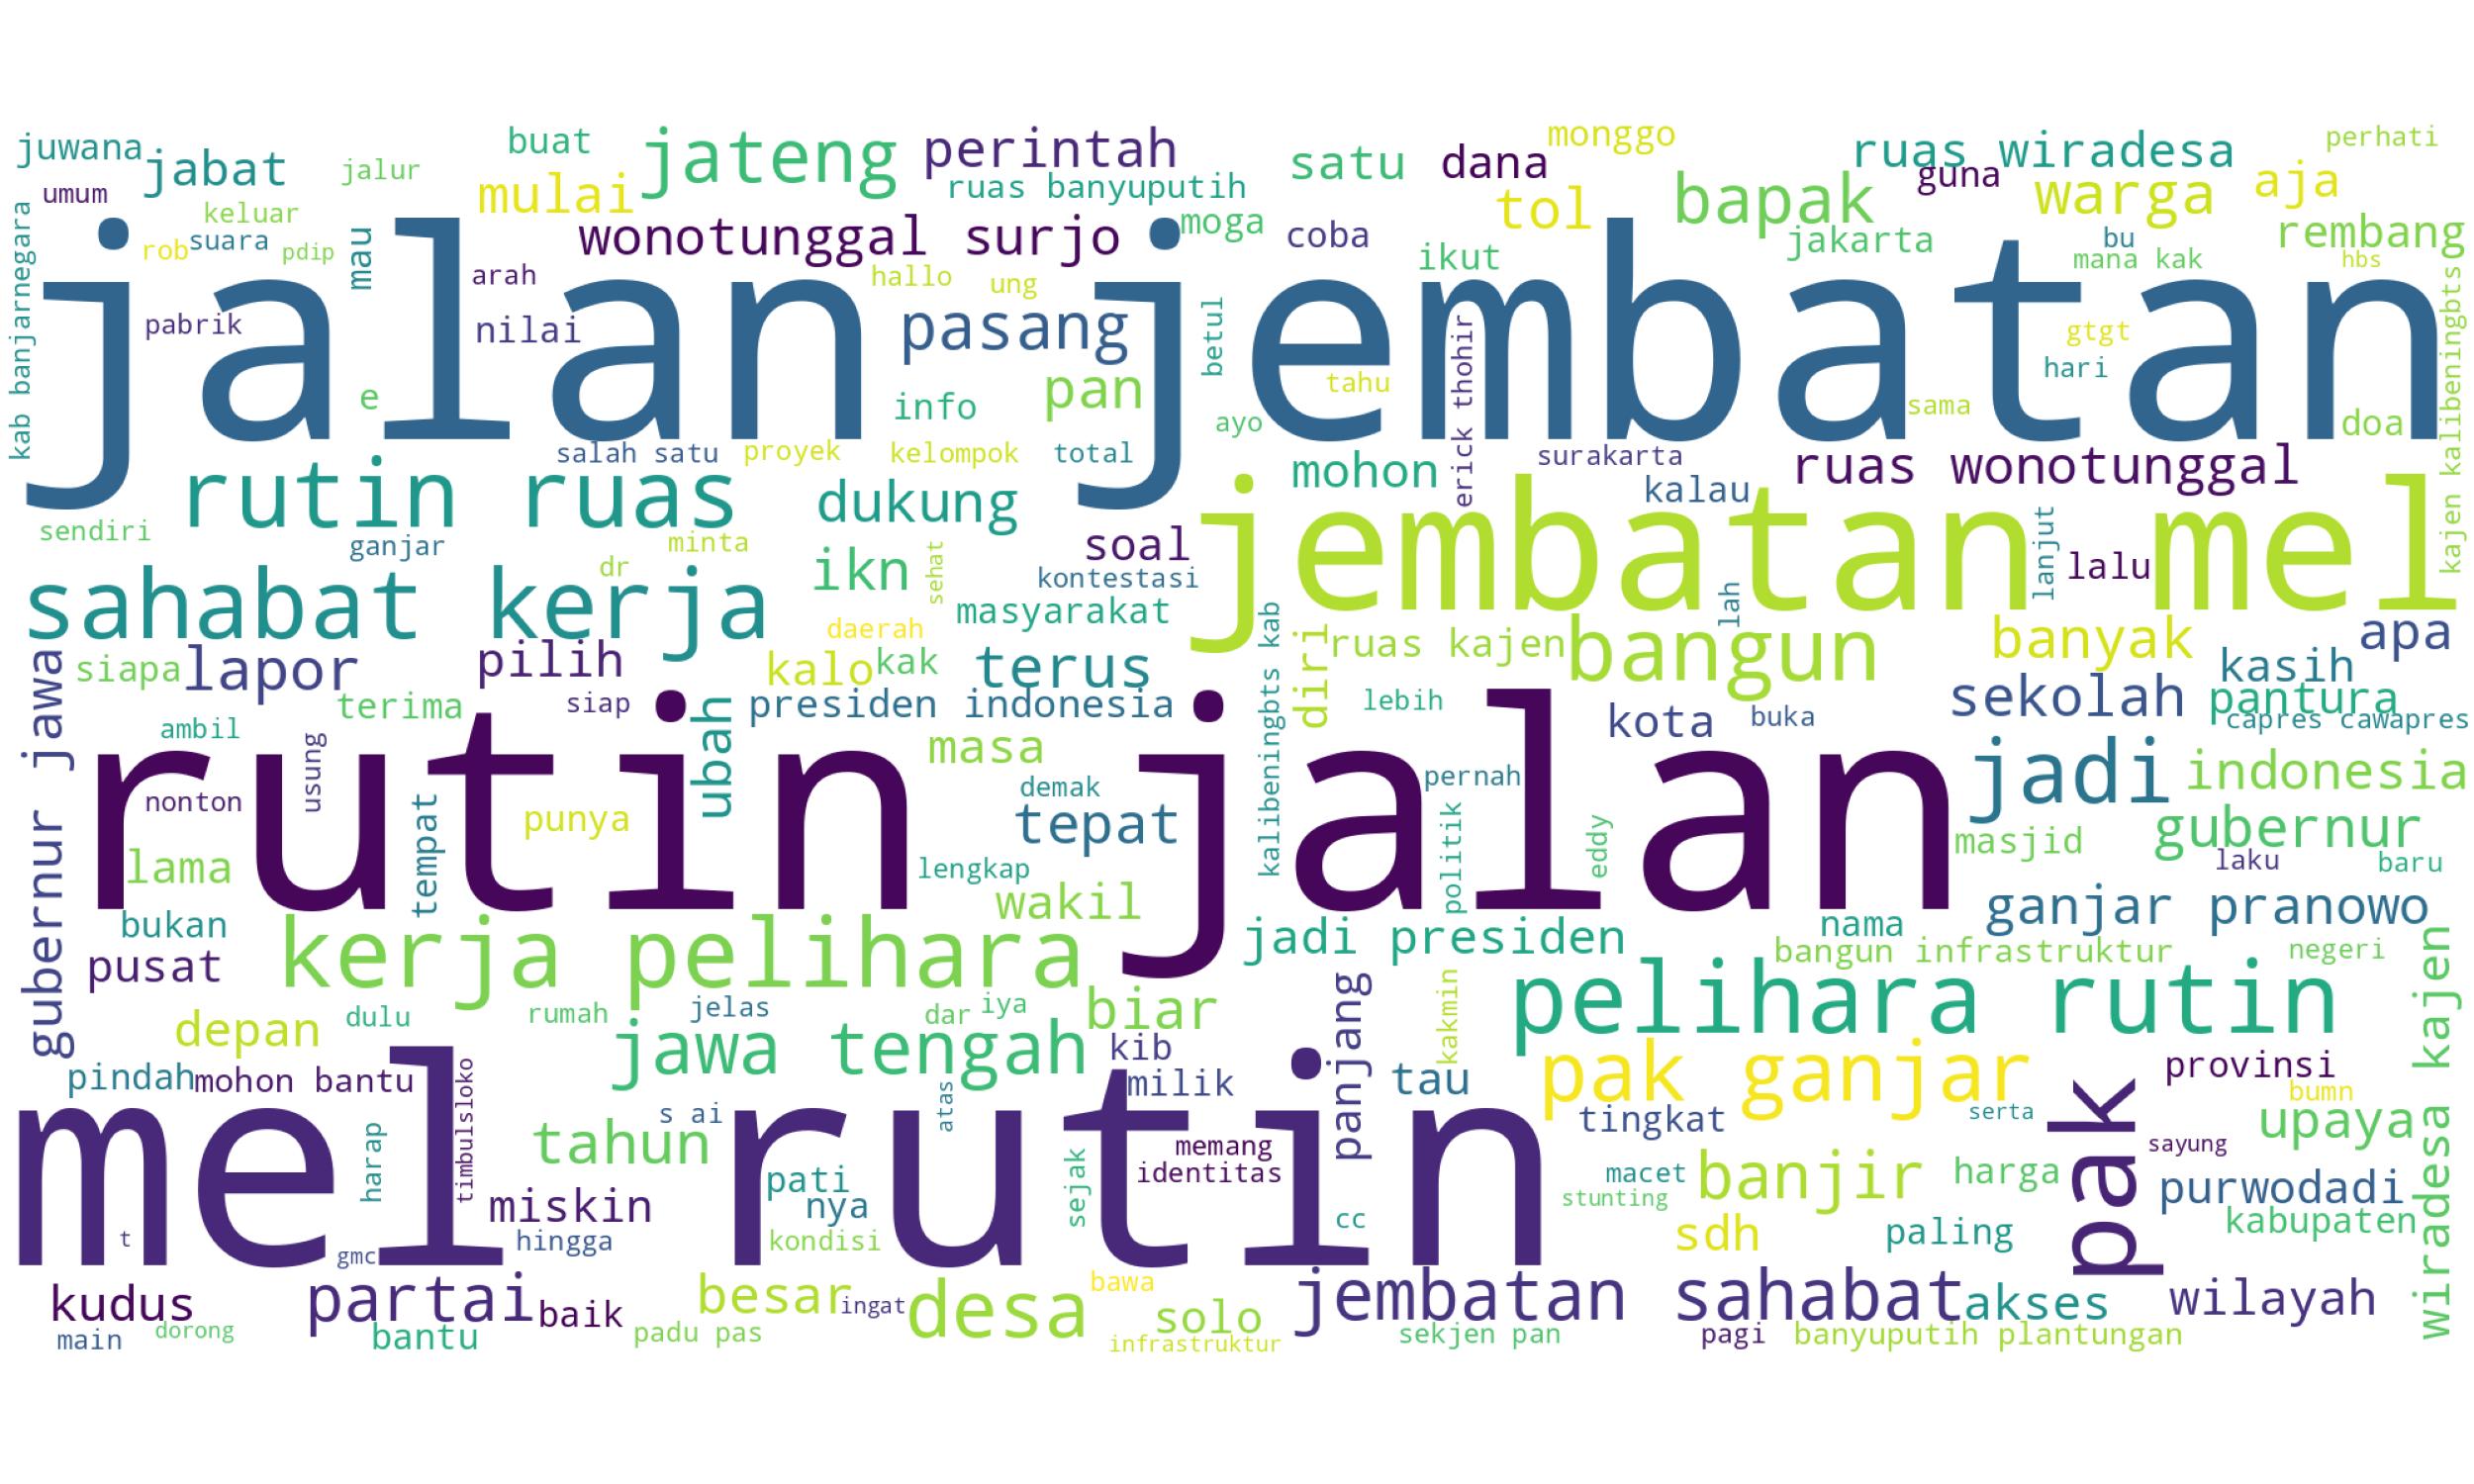 juwana
jabat
jalur
buat
jateng
perintah
monggo
satu
dana
ruas wiradesa
perhati
umum
keluar
mulai
ruas banyuputih
tol
bapak
guna
warga
aja
rob
suara
pdip
mau
wonotunggal surjo
moga
coba
ikut
jakarta
bu
rembang
mana kak
hbs
kab banjarnegara
jalan jembatan
arah
hallo
ung
pabrik
nilai
pasang
betul
erick thohir
gtgt
hari
kajen kalibeningbts
e
info
pan
tahu
ayo
sama
doa
salah satu
proyek
kelompok
total
mohon
surakarta
ruas wonotunggal
rutin ruas
dukung
kalau
jembatan mel
sendiri
ganjar
minta
soal
lanjut
lalu
dr
ikn
sehat
kontestasi
sahabat kerja
masyarakat
lah
daerah
kalibeningbts kab
diri
ruas kajen
bangun
banyak
apa
siapa
lapor
pilih
kalo
kak
terus
kasih
gubernur jawa
terima
siap
ubah
presiden indonesia
lebih
kota
buka
sekolah
pantura
capres cawapres
ambil
usung
masa
rutin jalan
jadi
indonesia
nonton
tempat
punya
demak
tepat
pernah
politik
eddy
masjid
gubernur
lama
lengkap
laku
baru
bukan
wakil
nama
ganjar pranowo
pusat
kerja pelihara
jadi presiden
bangun infrastruktur
negeri
wiradesa kajen
depan
dulu
rumah
jelas
dar
iya
biar
panjang
kakmin
pelihara rutin
jawa tengah
kib
pindah
mohon bantu
timbulsloko
milik
tau
pak ganjar
pak
provinsi
bumn
mel rutin
harap
s ai
atas
tingkat
serta
upaya
tahun
memang
sayung
identitas
macet
banjir
harga
pati
sejak
stunting
purwodadi
miskin
nya
cc
kabupaten
t
gmc
hingga
kondisi
sdh
paling
kudus
partai
baik
besar
ingat
desa
bawa
solo
jembatan sahabat
akses
wilayah
main
dorong
bantu
padu pas
infrastruktur
sekjen pan
pagi
banyuputih plantungan